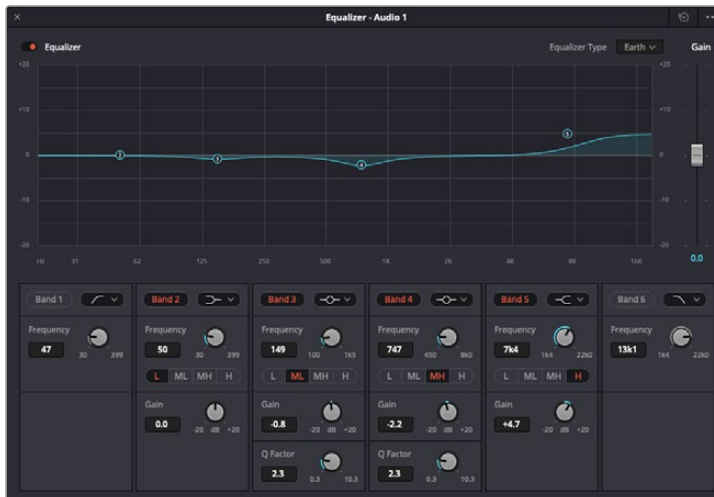 Equalizer - Audio 1
Equalizer
Equalizer Type Earth Gain
+20 +20
+10 +10
0 0
-10 -10
-20 -20
0.0
Hz 31 62 125 250 500 1K 2K 4K 8K 16K
2 3 4 5
Band 1 Band 2 Band 3 Band 4 Band 5 Band 6
Frequency Frequency Frequency Frequency Frequency Frequency
47 30 399 50 30 399 149 100 1k5 747 450 8k0 7k4 1k4 22k0 13k1 1k4 22k0
L ML MH H L ML MH H L ML MH H L ML MH H
Gain Gain Gain Gain
0.0 -20 dB +20 -0.8 -20 dB +20 -2.2 -20 dB +20 +4.7 -20 dB +20
Q Factor Q Factor
2.3 0.3 10.3 2.3 0.3 10.3